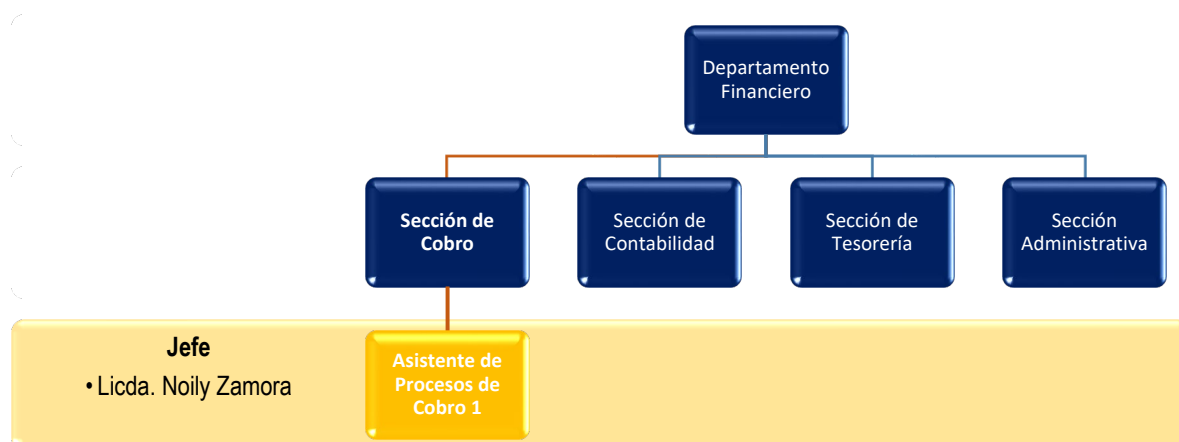 Departamento
Financiero
Sección de
Cobro
Sección de
Contabilidad
Sección de
Tesorería
Sección
Administrativa
Jefe
• Licda. Noily Zamora
Asistente de
Procesos de
Cobro 1